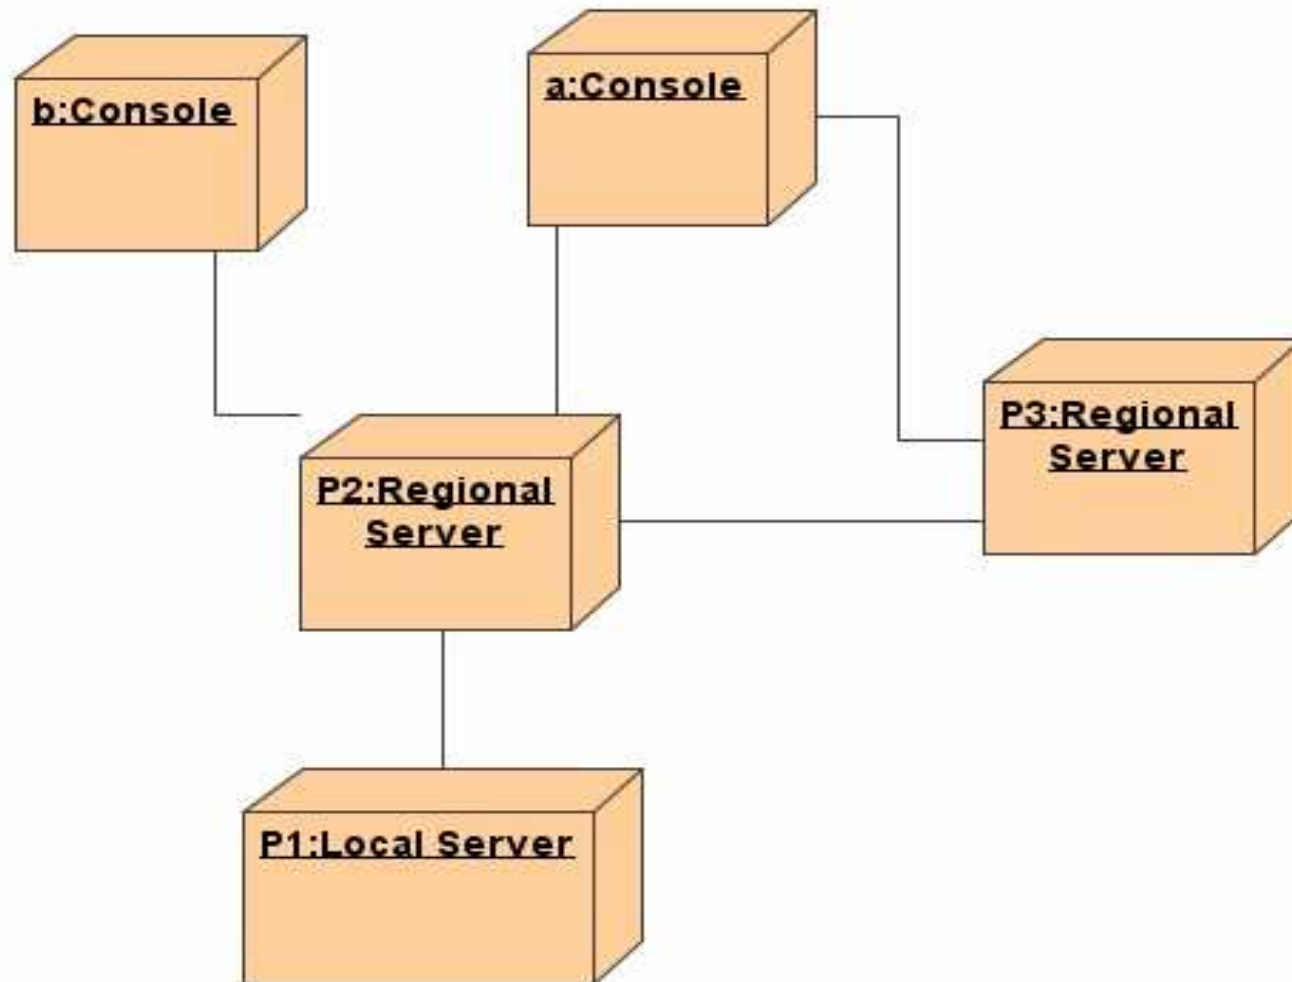 b:Console
a:Console
P3:Regional
Server
P2:Regional
Server
P1:Local Server